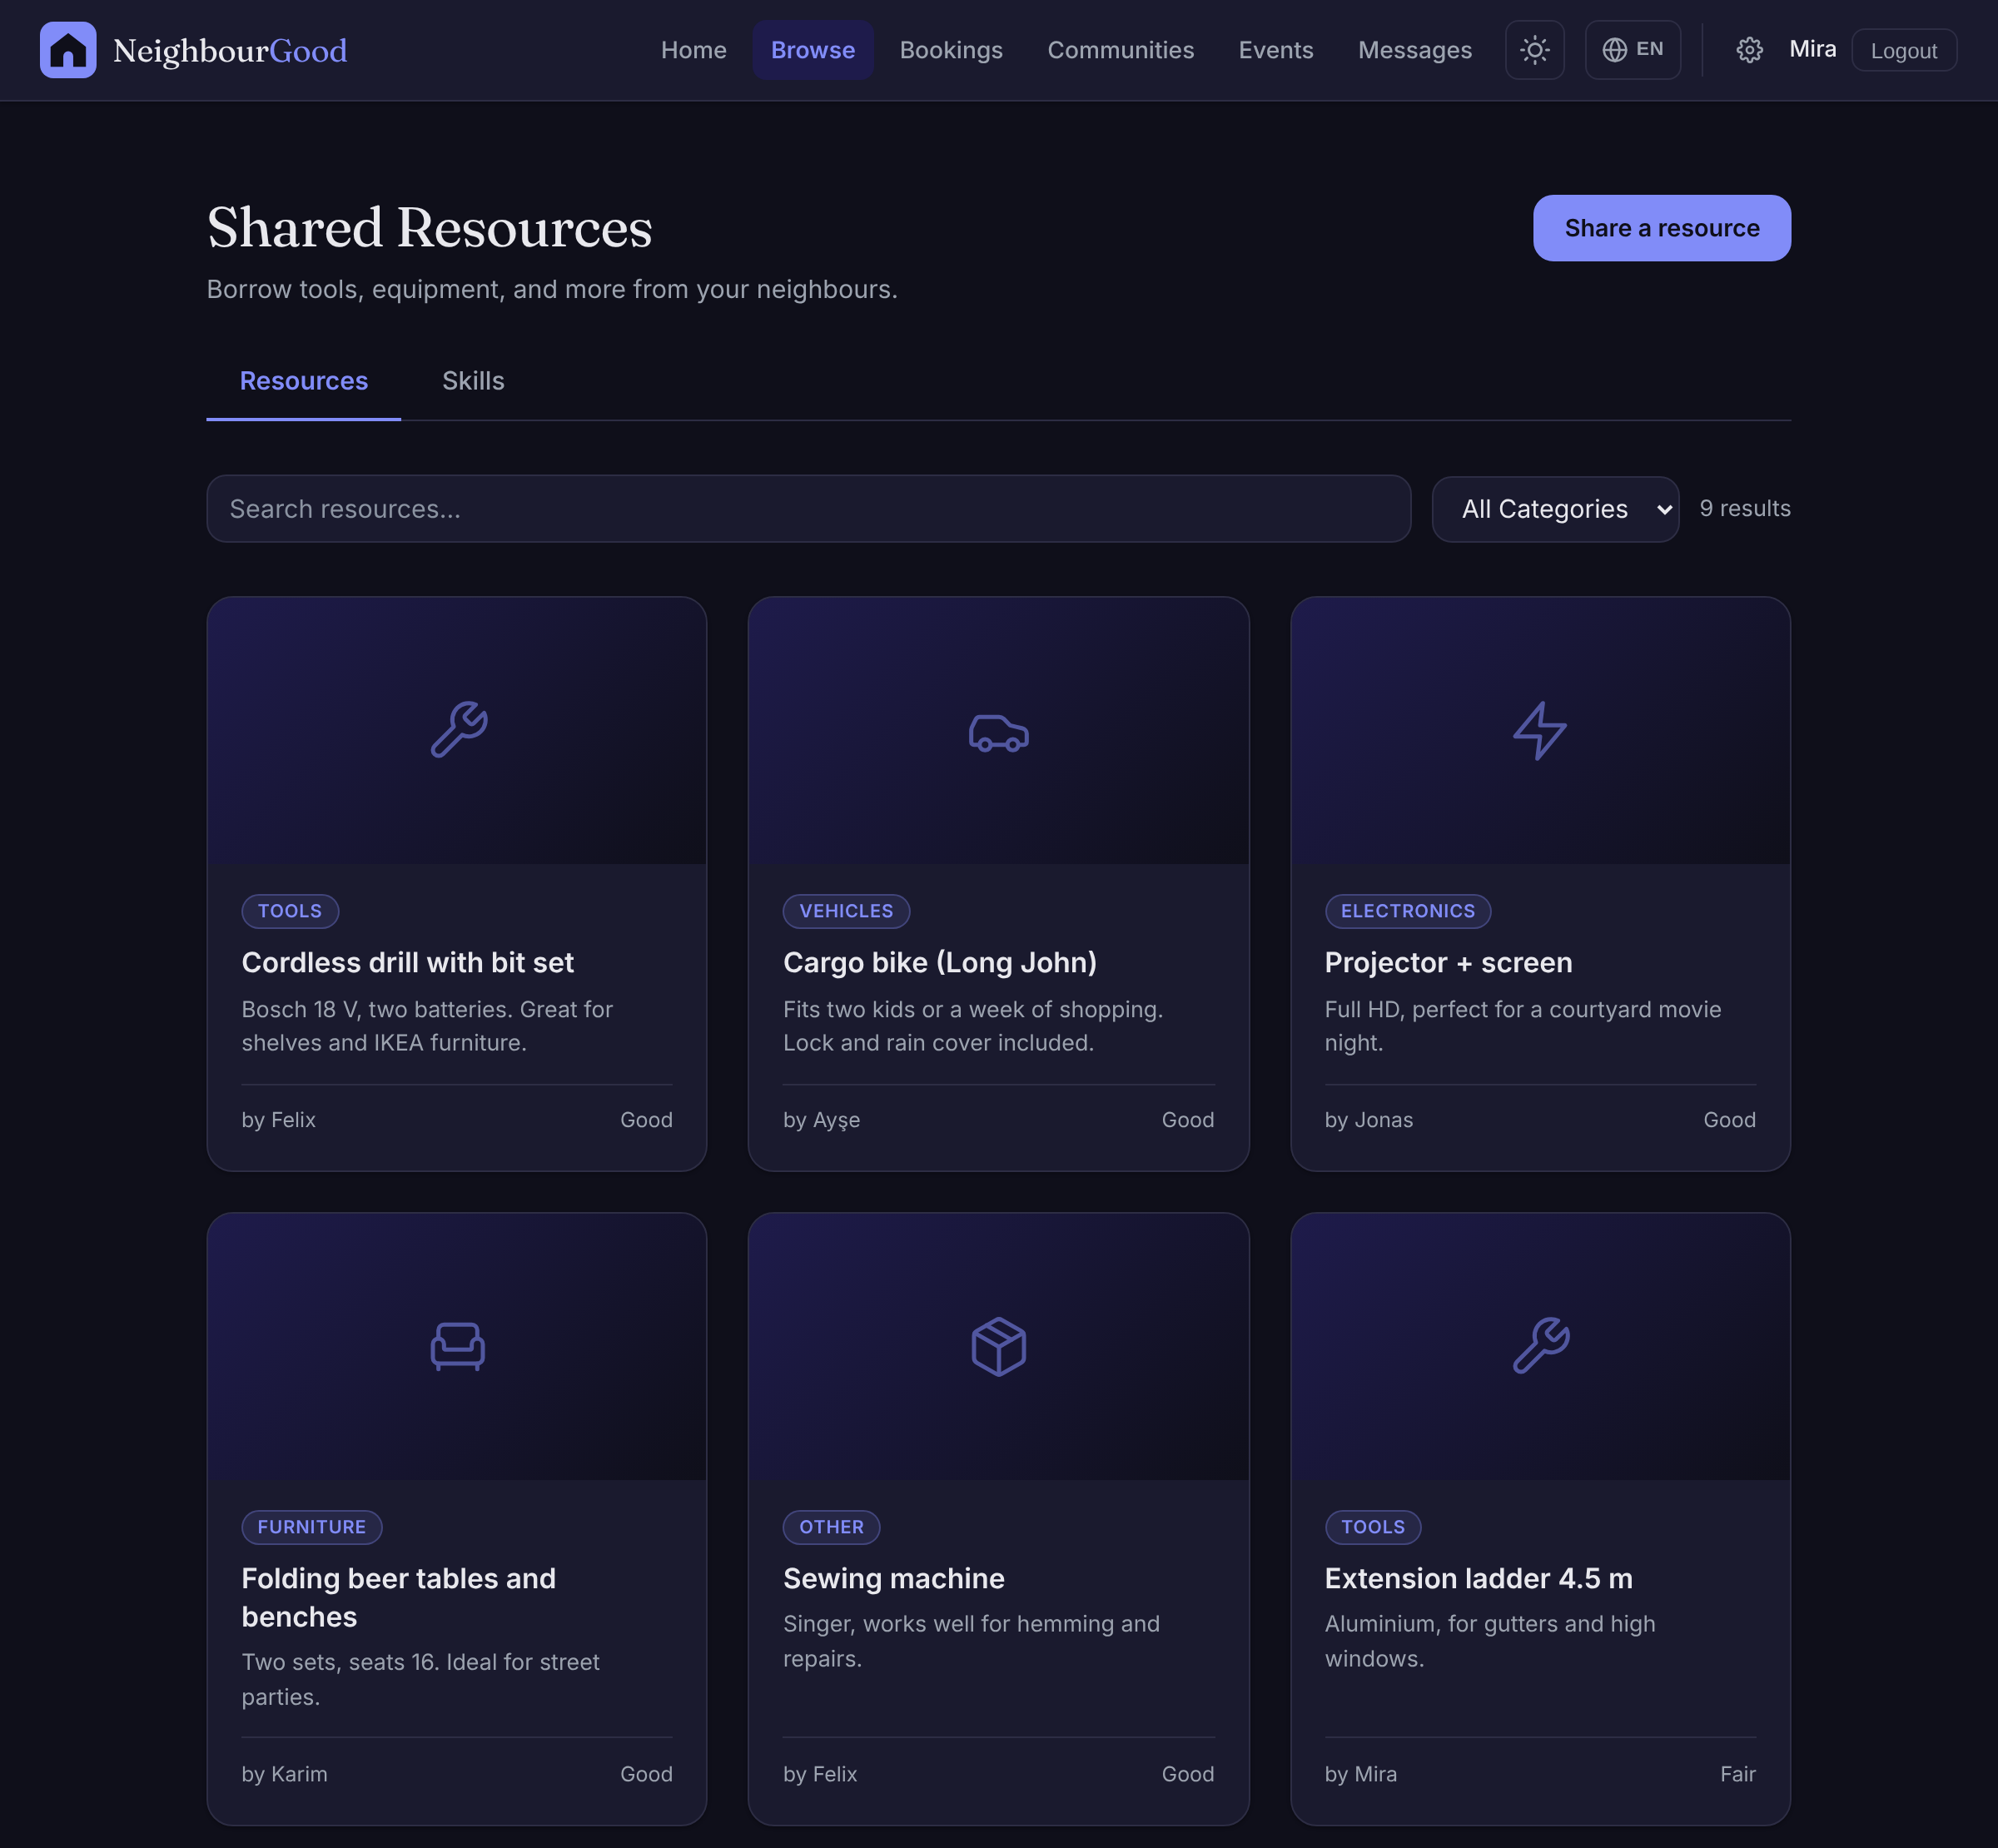 NeighbourGood
Home
Browse
Bookings
Communities
Events
Messages
EN
Mira
Logout
Shared Resources
Share a resource
Borrow tools, equipment, and more from your neighbours.
Resources
Skills
Search resources...
All Categories
9 results
TOOLS
Cordless drill with bit set
Bosch 18 V, two batteries. Great for
shelves and IKEA furniture.
by Felix
Good
VEHICLES
Cargo bike (Long John)
Fits two kids or a week of shopping.
Lock and rain cover included.
by Ayşe
Good
ELECTRONICS
Projector + screen
Full HD, perfect for a courtyard movie
night.
by Jonas
Good
FURNITURE
Folding beer tables and
benches
Two sets, seats 16. Ideal for street
parties.
by Karim
Good
OTHER
Sewing machine
Singer, works well for hemming and
repairs.
by Felix
Good
TOOLS
Extension ladder 4.5 m
Aluminium, for gutters and high
windows.
by Mira
Fair